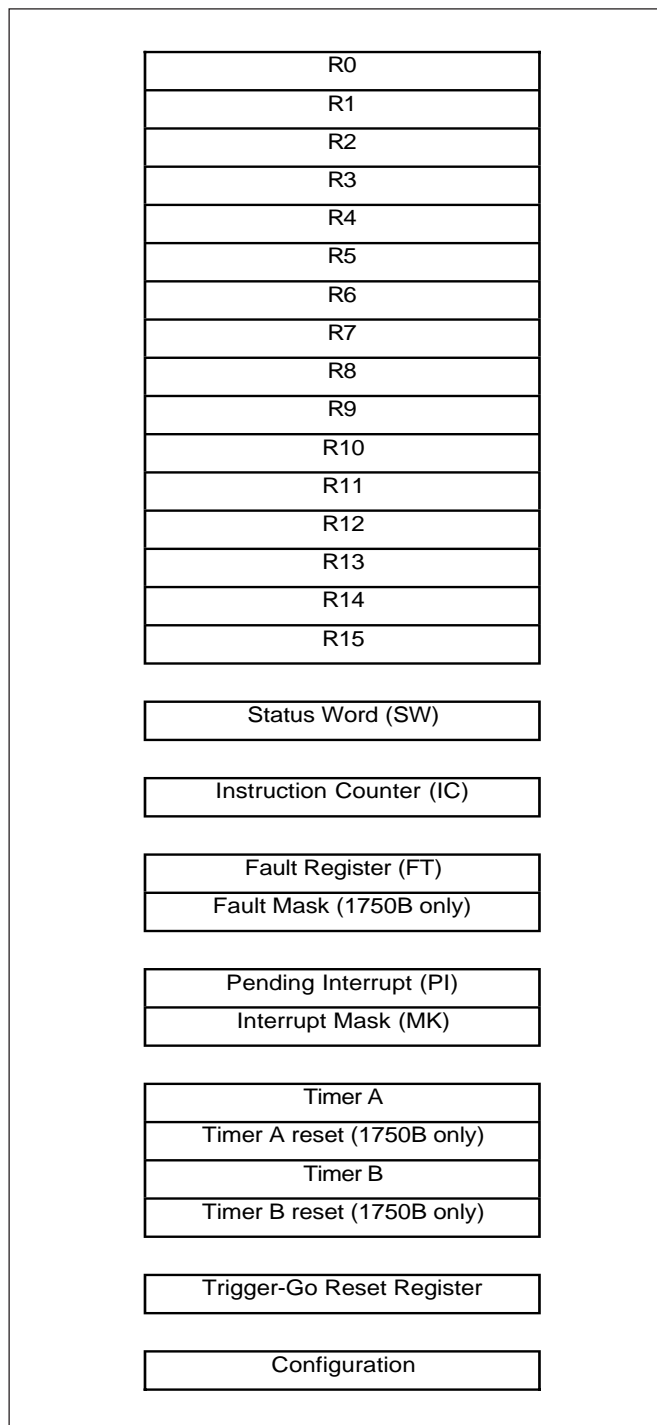 R0
R1
R2
R3
R4
R5
R6
R7
R8
R9
R10
R11
R12
R13
R14
R15
Status Word (SW)
Instruction Counter (IC)
Fault Register (FT)
Fault Mask (1750B only)
Pending Interrupt (PI)
Interrupt Mask (MK)
Timer A
Timer A reset (1750B only)
Timer B
Timer B reset (1750B only)
Trigger-Go Reset Register
Configuration